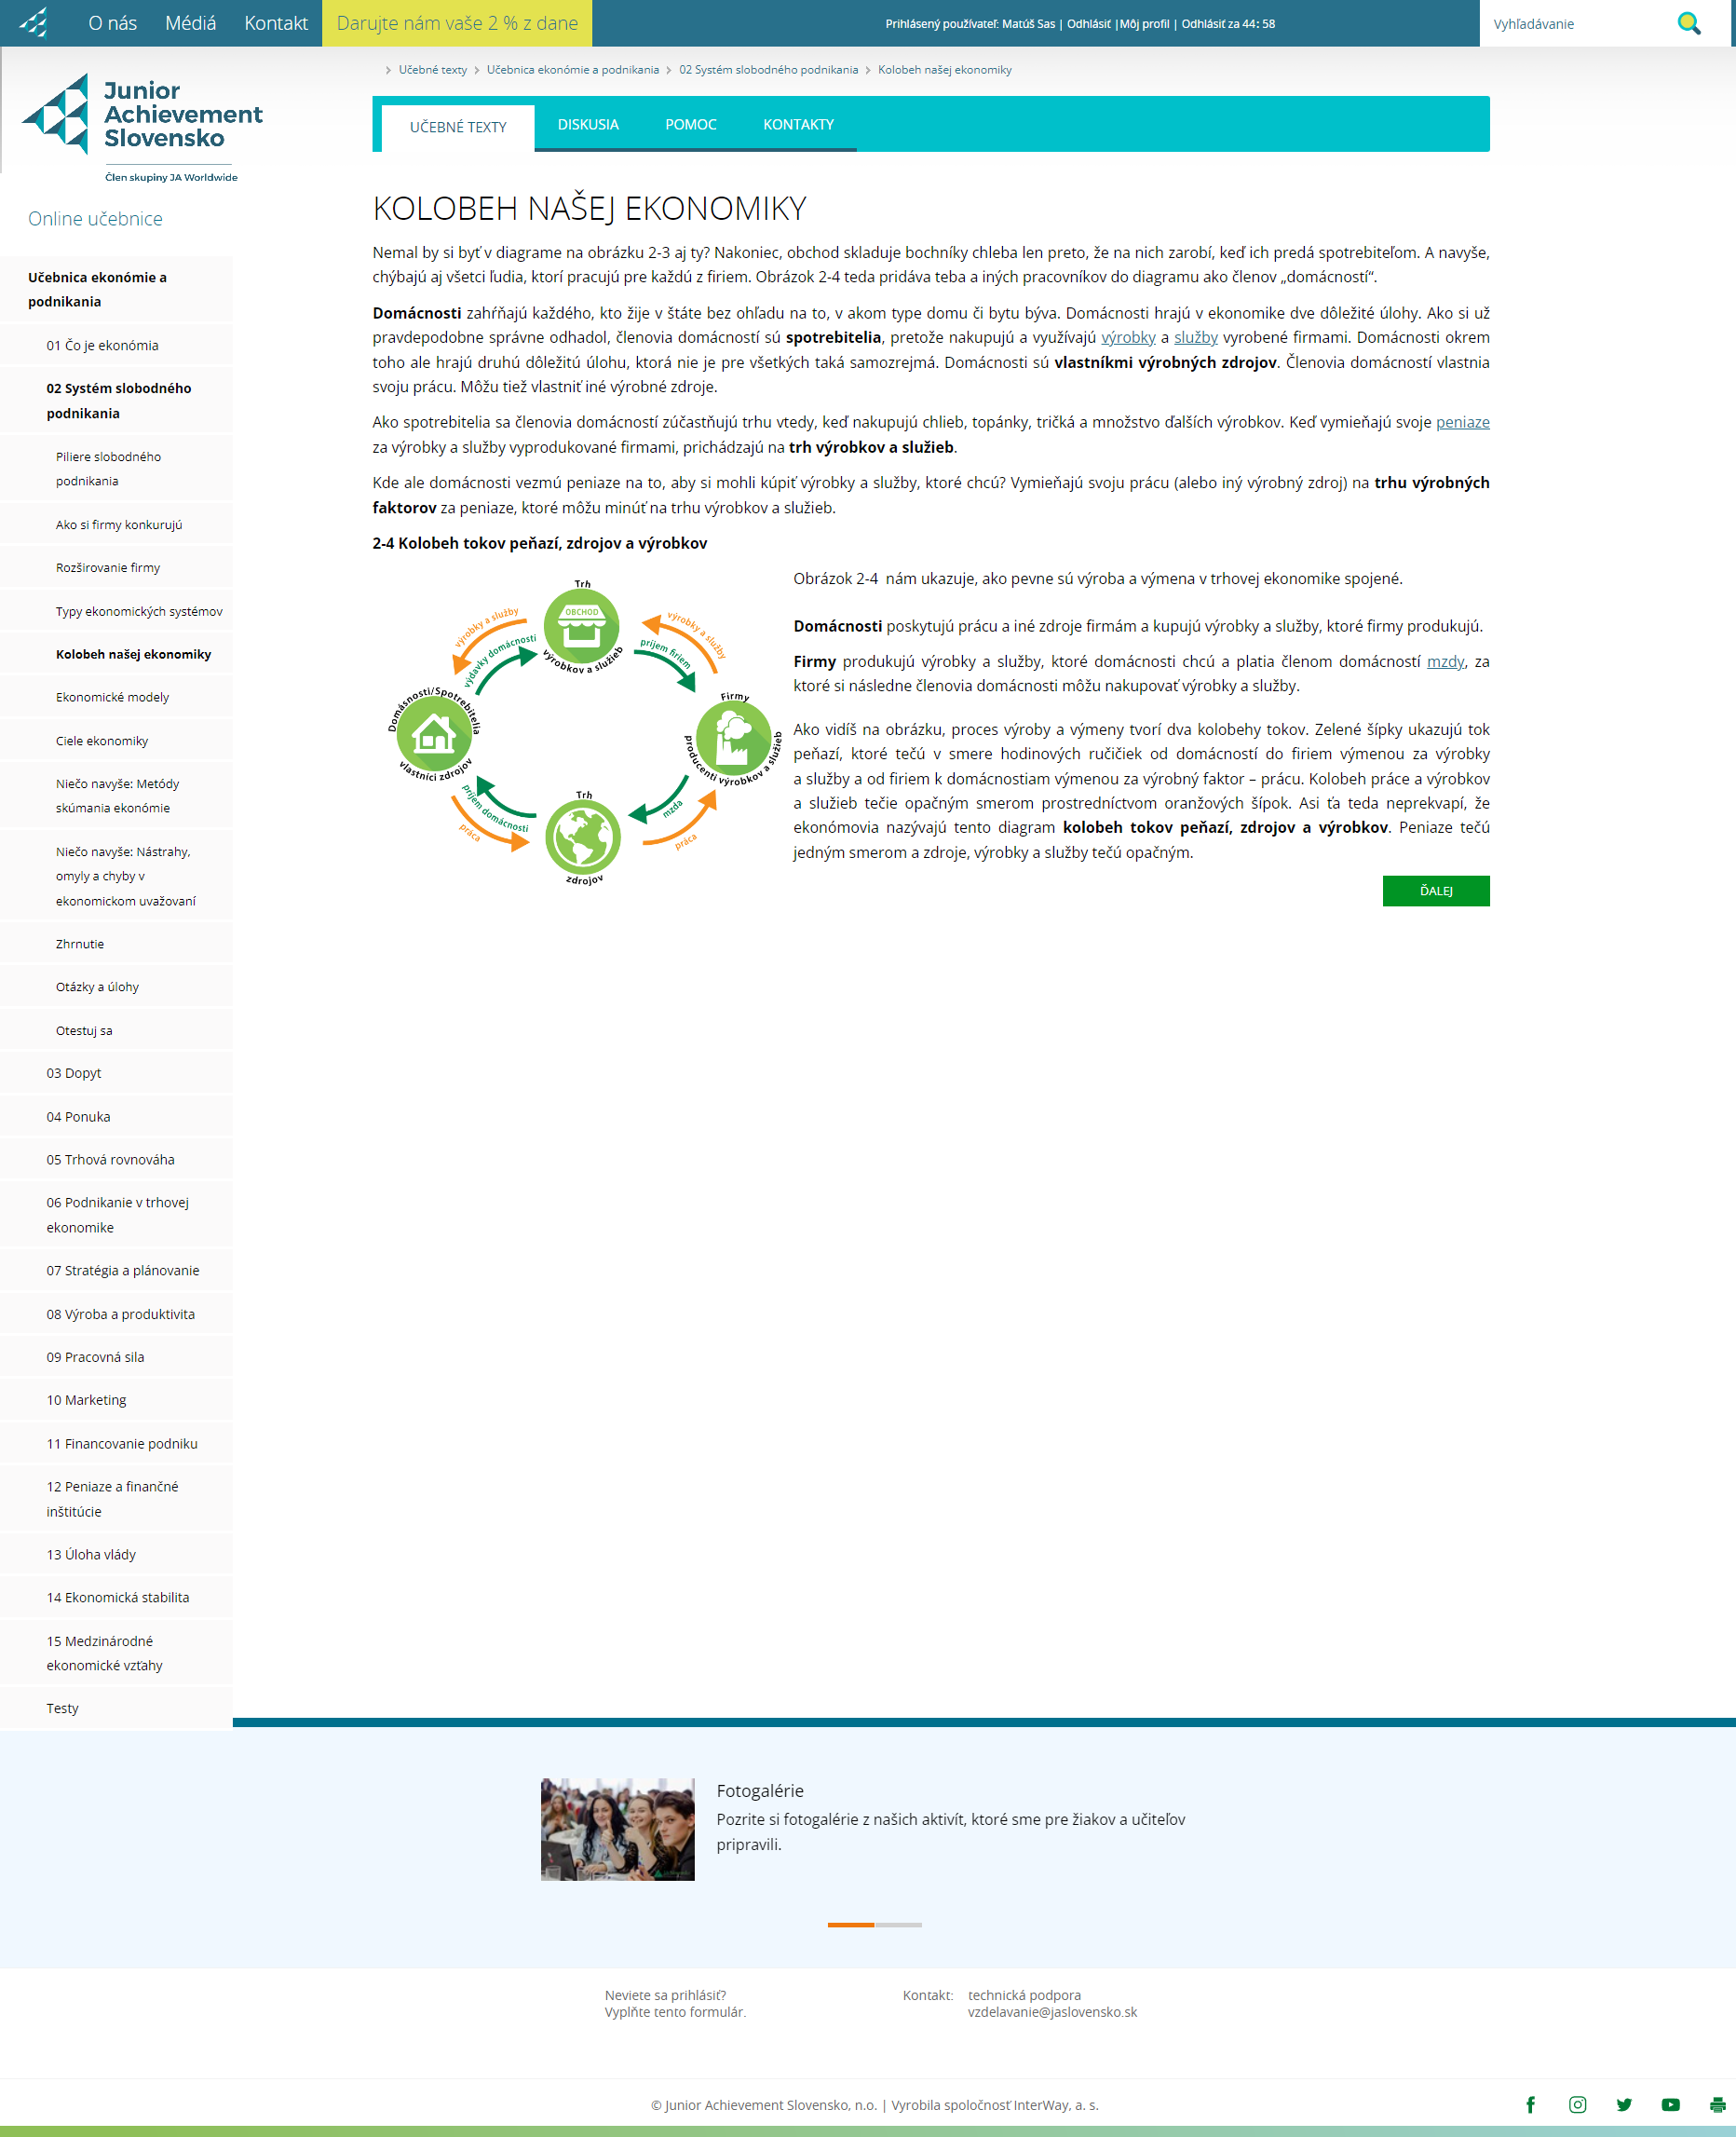 O nás Médiá Kontakt Darujte nám vaše 2 % z dane Prihlásený používateľ: Matúš Sas | Odhlásiť |Môj profil | Odhlásiť za 44: 58 Vyhľadávanie
Junior
Achievement
Slovensko
Člen skupiny JA Worldwide
Online učebnice
Učebnica ekonómie a
podnikania
01 Čo je ekonómia
02 Systém slobodného
podnikania
Piliere slobodného
podnikania
Ako si firmy konkurujú
Rozširovanie firmy
Typy ekonomických systémov
Kolobeh našej ekonomiky
Ekonomické modely
Ciele ekonomiky
Niečo navyše: Metódy
skúmania ekonómie
Niečo navyše: Nástrahy,
omyly a chyby v
ekonomickom uvažovaní
Zhrnutie
Otázky a úlohy
Otestuj sa
03 Dopyt
04 Ponuka
05 Trhová rovnováha
06 Podnikanie v trhovej
ekonomike
07 Stratégia a plánovanie
08 Výroba a produktivita
09 Pracovná sila
10 Marketing
11 Financovanie podniku
12 Peniaze a finančné
inštitúcie
13 Úloha vlády
14 Ekonomická stabilita
15 Medzinárodné
ekonomické vzťahy
Testy
Učebné texty Učebnica ekonómie a podnikania 02 Systém slobodného podnikania Kolobeh našej ekonomiky
UČEBNÉ TEXTY DISKUSIA POMOC KONTAKTY
KOLOBEH NAŠEJ EKONOMIKY
Nemal by si byť v diagrame na obrázku 2-3 aj ty? Nakoniec, obchod skladuje bochníky chleba len preto, že na nich zarobí, keď ich predá spotrebiteľom. A navyše,
chýbajú aj všetci ľudia, ktorí pracujú pre každú z firiem. Obrázok 2-4 teda pridáva teba a iných pracovníkov do diagramu ako členov „domácností“.
Domácnosti zahŕňajú každého, kto žije v štáte bez ohľadu na to, v akom type domu či bytu býva. Domácnosti hrajú v ekonomike dve dôležité úlohy. Ako si už
pravdepodobne správne odhadol, členovia domácností sú spotrebitelia, pretože nakupujú a využívajú výrobky a služby vyrobené firmami. Domácnosti okrem
toho ale hrajú druhú dôležitú úlohu, ktorá nie je pre všetkých taká samozrejmá. Domácnosti sú vlastníkmi výrobných zdrojov. Členovia domácností vlastnia
svoju prácu. Môžu tiež vlastniť iné výrobné zdroje.
Ako spotrebitelia sa členovia domácností zúčastňujú trhu vtedy, keď nakupujú chlieb, topánky, tričká a množstvo ďalších výrobkov. Keď vymieňajú svoje peniaze
za výrobky a služby vyprodukované firmami, prichádzajú na trh výrobkov a služieb.
Kde ale domácnosti vezmú peniaze na to, aby si mohli kúpiť výrobky a služby, ktoré chcú? Vymieňajú svoju prácu (alebo iný výrobný zdroj) na trhu výrobných
faktorov za peniaze, ktoré môžu minúť na trhu výrobkov a služieb.
2-4 Kolobeh tokov peňazí, zdrojov a výrobkov
Trh
OBCHOD
výrobkov a služieb
výrobky a služby
výdavky domácností
výrobky a služby
príjem firiem
Domásnosti/Spotrebitelia
vlastníci zdrojov
Firmy
producenti výrobkov a služieb
príjem domácností
práca
Trh
zdrojov
mzda
práca
Obrázok 2-4 nám ukazuje, ako pevne sú výroba a výmena v trhovej ekonomike spojené.
Domácnosti poskytujú prácu a iné zdroje firmám a kupujú výrobky a služby, ktoré firmy produkujú.
Firmy produkujú výrobky a služby, ktoré domácnosti chcú a platia členom domácností mzdy, za
ktoré si následne členovia domácnosti môžu nakupovať výrobky a služby.
Ako vidíš na obrázku, proces výroby a výmeny tvorí dva kolobehy tokov. Zelené šípky ukazujú tok
peňazí, ktoré tečú v smere hodinových ručičiek od domácností do firiem výmenou za výrobky
a služby a od firiem k domácnostiam výmenou za výrobný faktor – prácu. Kolobeh práce a výrobkov
a služieb tečie opačným smerom prostredníctvom oranžových šípok. Asi ťa teda neprekvapí, že
ekonómovia nazývajú tento diagram kolobeh tokov peňazí, zdrojov a výrobkov. Peniaze tečú
jedným smerom a zdroje, výrobky a služby tečú opačným.
ĎALEJ
Fotogalérie
Pozrite si fotogalérie z našich aktivít, ktoré sme pre žiakov a učiteľov
pripravili.
Neviete sa prihlásiť?
Vyplňte tento formulár.
Kontakt: technická podpora
vzdelavanie@jaslovensko.sk
© Junior Achievement Slovensko, n.o. | Vyrobila spoločnosť InterWay, a. s.